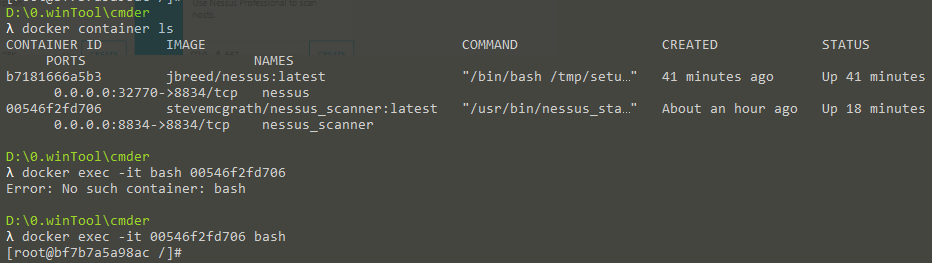 D:\0.winTool\cmder
Use Nessus Professional to scan
hosts.
λ docker container ls
CONTAINER ID        IMAGE                                COMMAND                  CREATED             STATUS
     PORTS                     NAMES
b7181666a5b3        jbreed/nessus:latest                 "/bin/bash /tmp/setu…"   41 minutes ago      Up 41 minutes
      0.0.0.0:32770->8834/tcp   nessus
00546f2fd706        stevemcgrath/nessus_scanner:latest   "/usr/bin/nessus_sta…"   About an hour ago   Up 18 minutes
      0.0.0.0:8834->8834/tcp    nessus_scanner
D:\0.winTool\cmder
λ docker exec -it bash 00546f2fd706
Error: No such container: bash
D:\0.winTool\cmder
λ docker exec -it 00546f2fd706 bash
[root@bf7b7a5a98ac /]#